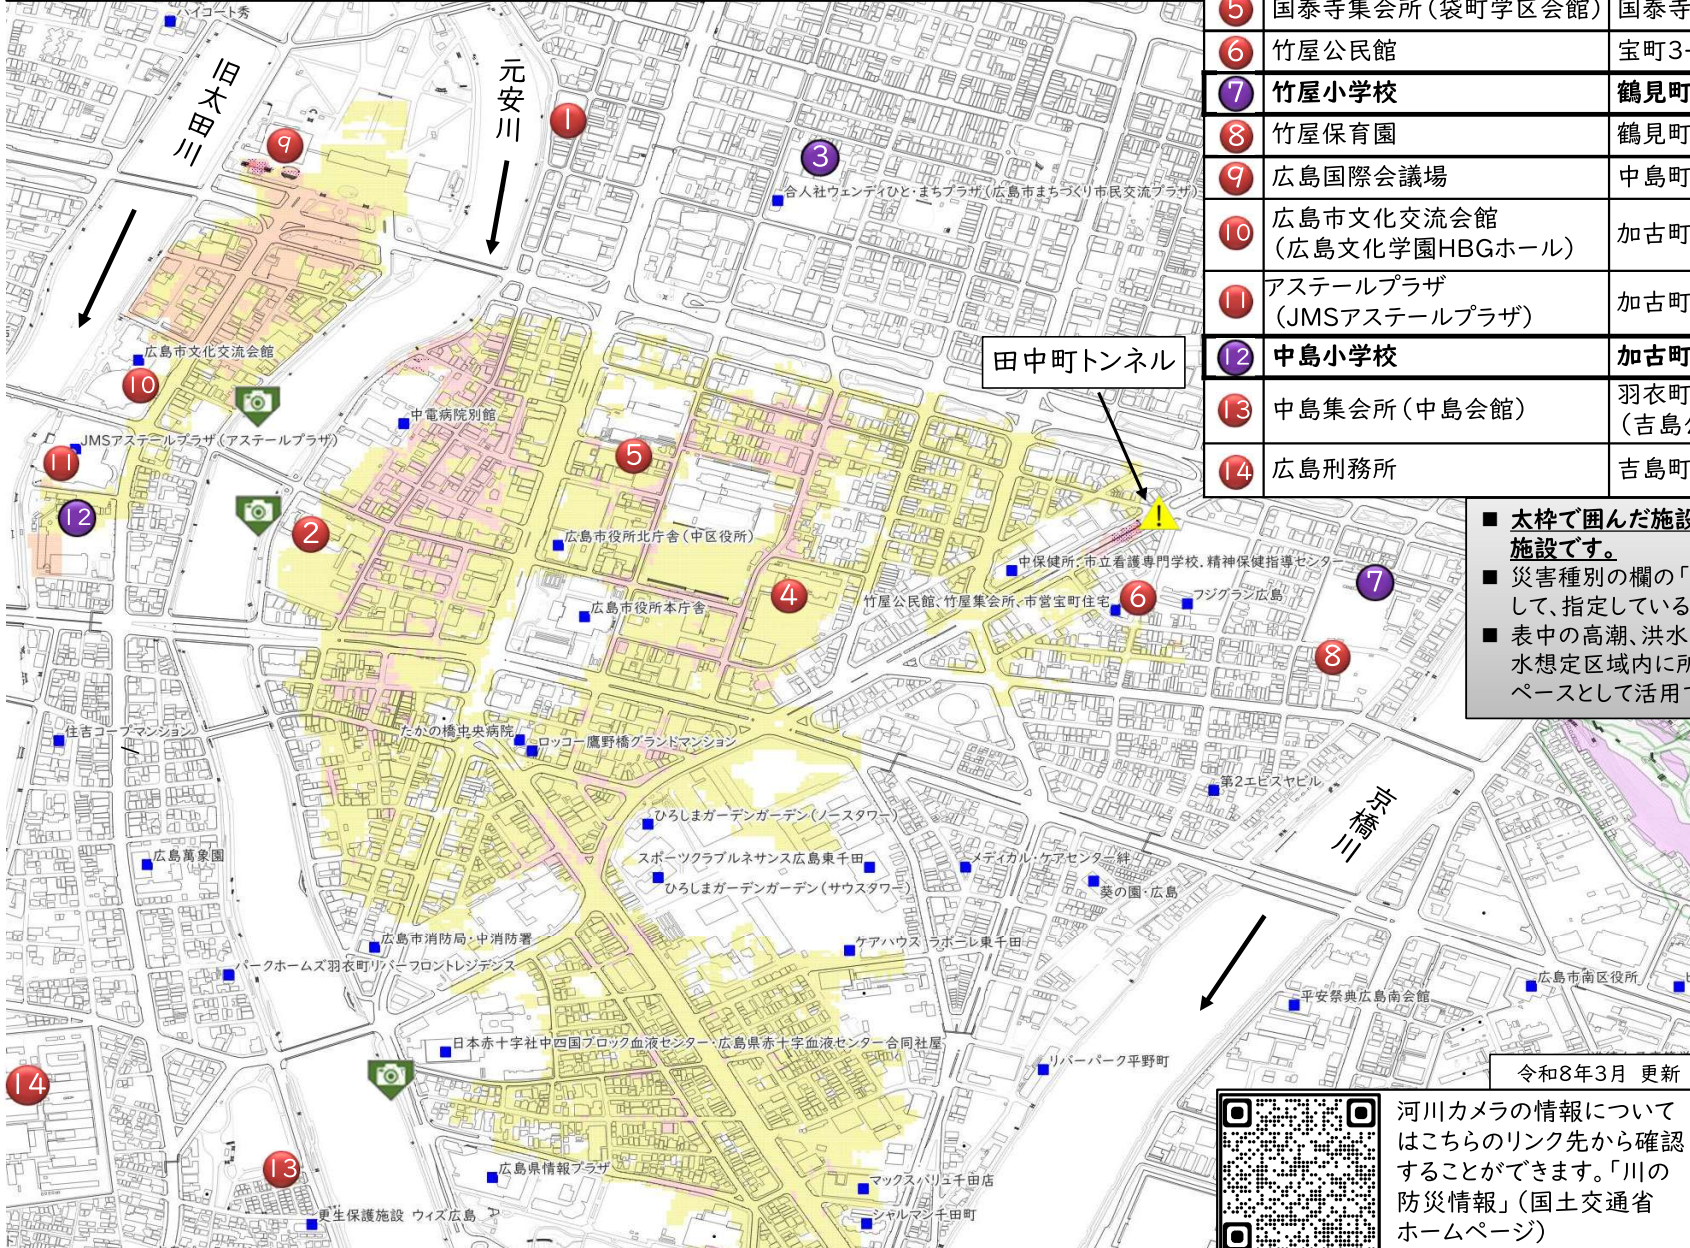 ハイコート秀
旧太田川
元安川
1
3
9
合人社ウェンディひと・まちプラザ(広島市まちづくり市民交流プラザ)
5 国泰寺集会所(袋町学区会館) 国泰寺
6 竹屋公民館 宝町3-
7 竹屋小学校 鶴見町
8 竹屋保育園 鶴見町
9 広島国際会議場 中島町
10 広島市文化交流会館 加古町
(広島文化学園HBGホール)
11 アステールプラザ 加古町
(JMSアステールプラザ)
12 中島小学校 加古町
13 中島集会所(中島会館) 羽衣町
(吉島公
14 広島刑務所 吉島町
田中町トンネル
広島市文化交流会館
10
中電病院別館
JMSアステールプラザ(アステールプラザ)
11
5
12
2
広島市役所北庁舎(中区役所)
中保健所、市立看護専門学校、精神保健指導センター
4
竹屋公民館、竹屋集会所、市営宝町住宅
6
フジグラン広島
7
広島市役所本庁舎
8
■ 太枠で囲んだ施設
施設です。
■ 災害種別の欄の「
して、指定している
■ 表中の高潮、洪水
水想定区域内に所
ペースとして活用
住吉コープマンション
たかの橋中央病院
ロッコー鷹野橋グランドマンション
第2エビスヤビル
京橋川
ひろしまガーデンガーデン(ノースタワー)
広島萬象園
スポーツクラブルネサンス広島東千田
メディカル・ケアセンター絆
ひろしまガーデンガーデン(サウスタワー)
葵の園・広島
広島市消防局・中消防署
ケアハウス ラポーレ東千田
パークホームズ羽衣町リバーフロントレジデンス
広島市南区役所
平安祭典広島南会館
日本赤十字社中四国ブロック血液センター・広島県赤十字血液センター合同社屋
リバーパーク平野町
14
令和8年3月 更新
河川カメラの情報について
はこちらのリンク先から確認
することができます。「川の
防災情報」(国土交通省
ホームページ)
13
広島県情報プラザ
マックスバリュ千田店
更生保護施設 ウィズ広島
シャルマン千田町